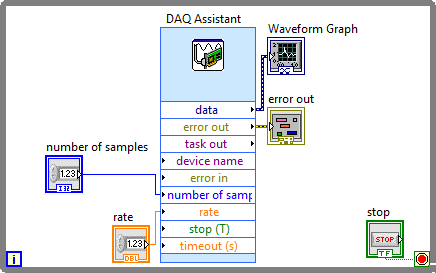 DAQ Assistant
Waveform Graph
data
error out
error out
task out
number of samples
device name
1.23
I32
error in
number of samp
rate
rate
stop
1.23
DBL
stop (T)
STOP
TF
timeout (s)
i